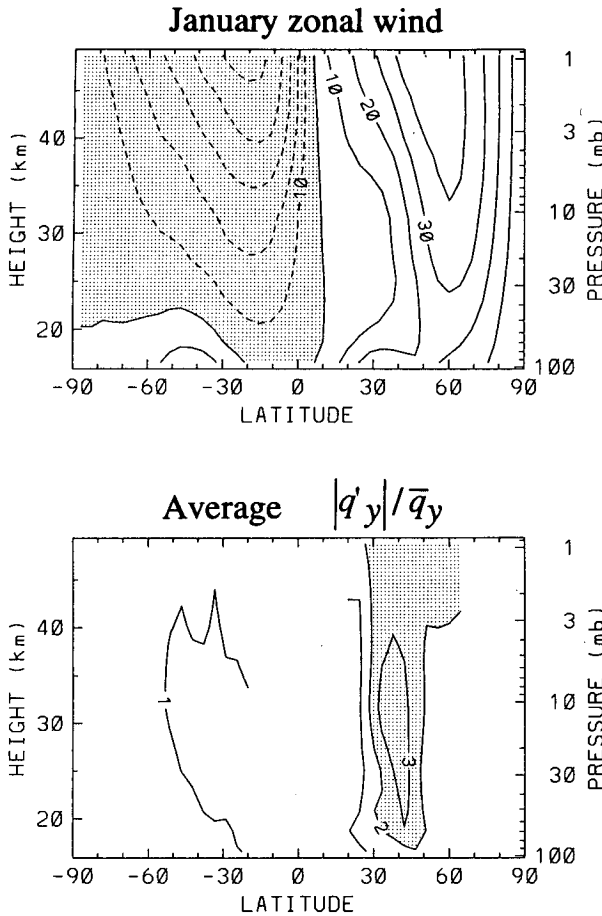 January zonal wind
HEIGHT (km)
40
30
20
10
20
30
10
1
3
10
30
100
PRESSURE (mb)
-90 -60 -30 0 30 60 90
LATITUDE
Average |q'y|/q̅y
HEIGHT (km)
40
30
20
1
2
3
1
3
10
30
100
PRESSURE (mb)
-90 -60 -30 0 30 60 90
LATITUDE